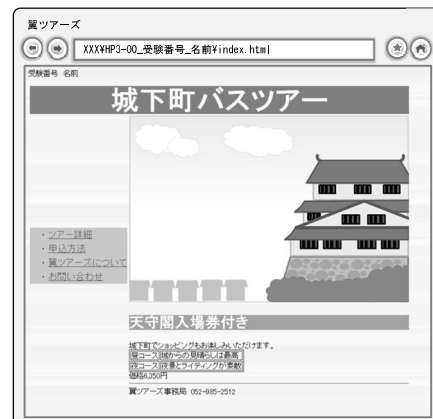 翼ツアーズ
XXX¥HP3-00_受験番号_名前¥index.html
受験番号 名前
城下町バスツアー
・ツアー詳細
・申込方法
・翼ツアーズについて
・お問い合わせ
天守閣入場券付き
城下町でショッピングもお楽しみいただけます。
昼コース 城からの見晴らしは最高
夜コース 夜景とライティングが素敵
価格6,350円
翼ツアーズ事務局 052-985-2512